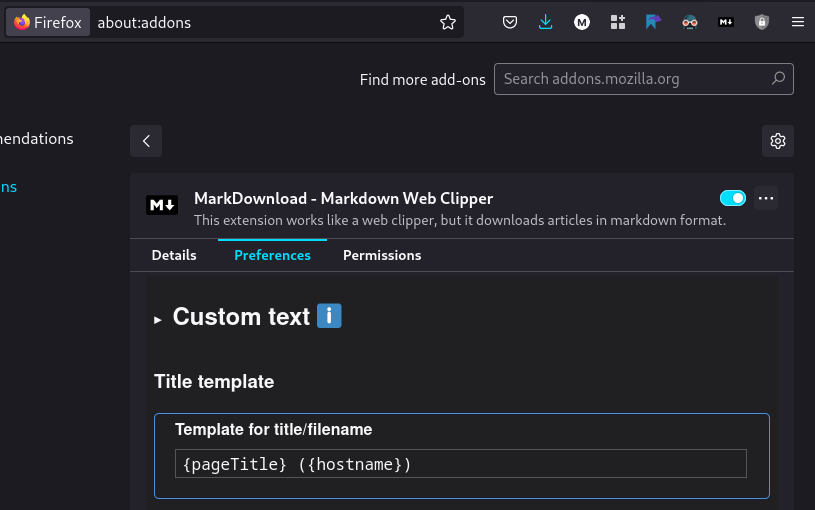 Firefox about:addons
Find more add-ons Search addons.mozilla.org
endations
ns
MarkDownload - Markdown Web Clipper
This extension works like a web clipper, but it downloads articles in markdown format.
Details Preferences Permissions
Custom text
Title template
Template for title/filename
{pageTitle} ({hostname})